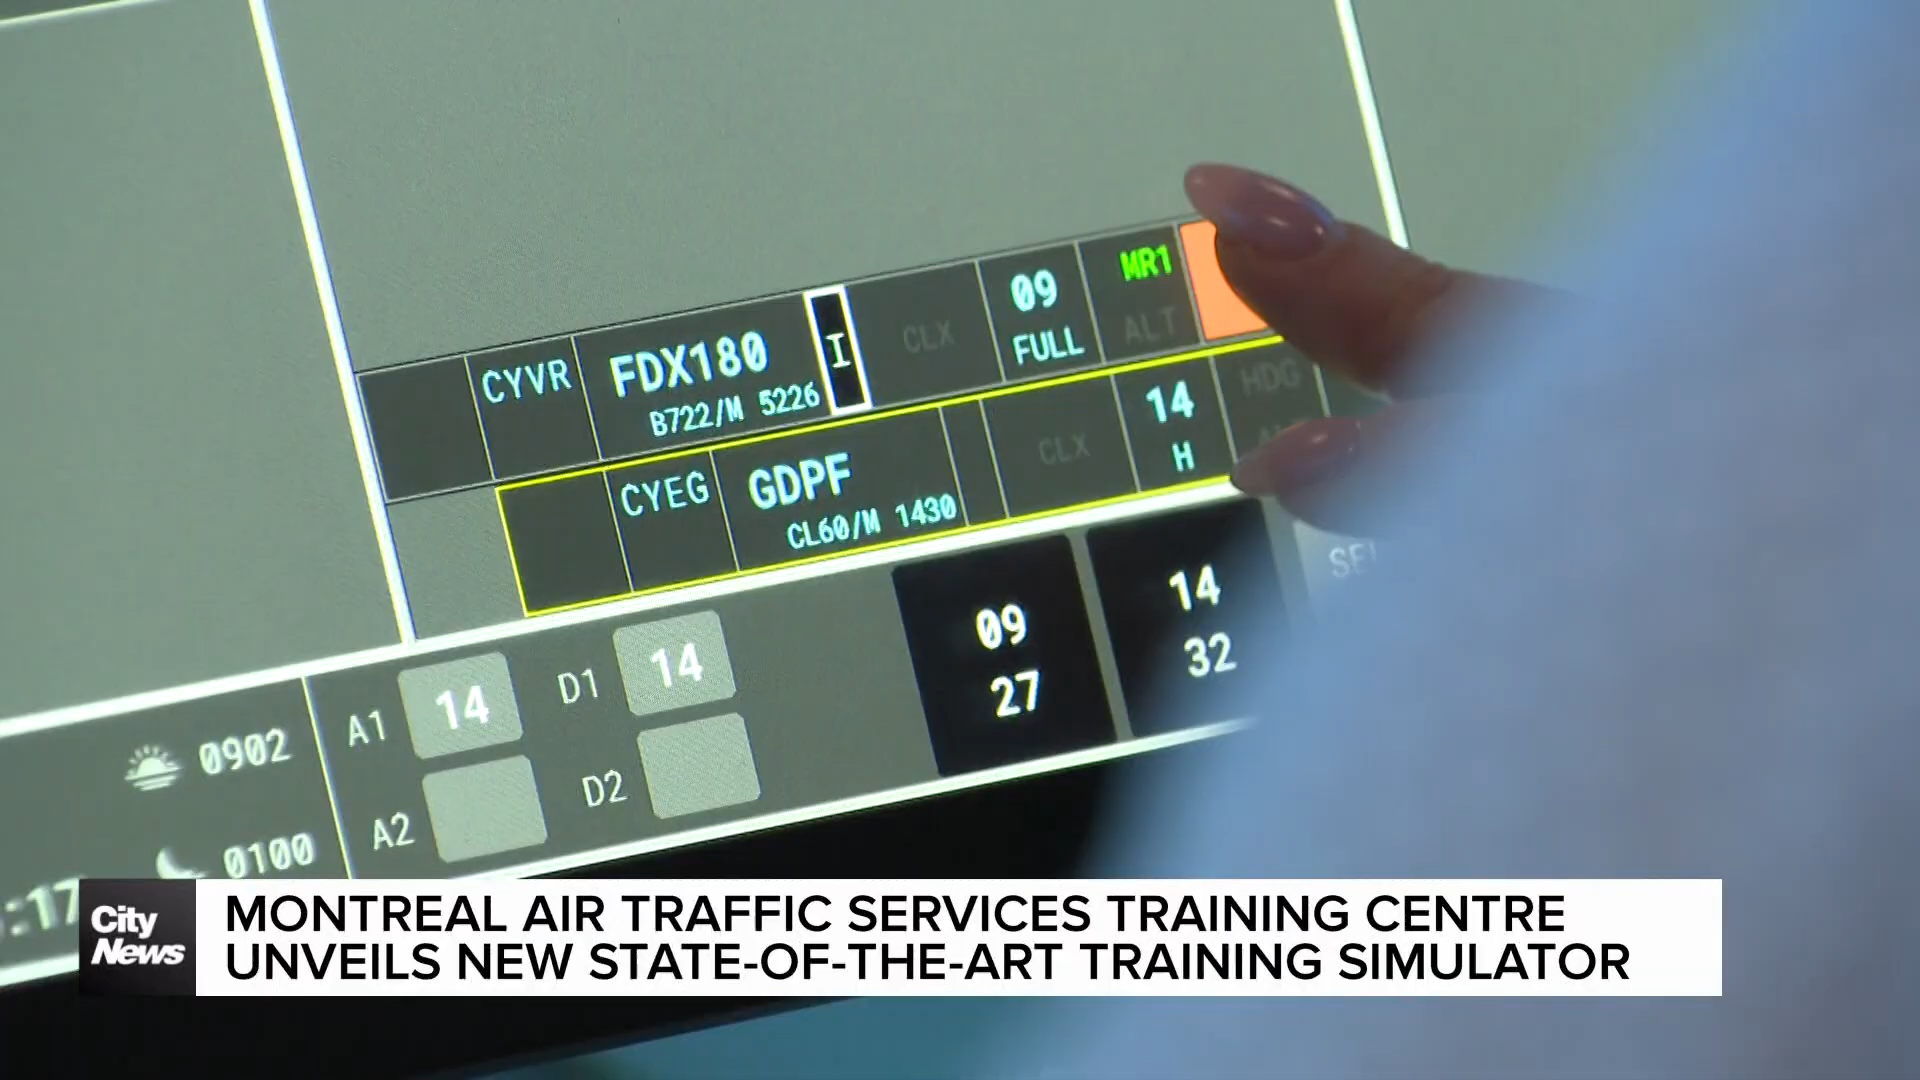 CYVR
FDX180
B722/M 5226
I
CLX
09
FULL
MR1
ALT
CYEG
GDPF
CL60/M 1430
CLX
14
H
HDG
09
27
14
32
A1
14
D1
14
A2
D2
0902
0100
:17
City
News
MONTREAL AIR TRAFFIC SERVICES TRAINING CENTRE
UNVEILS NEW STATE-OF-THE-ART TRAINING SIMULATOR